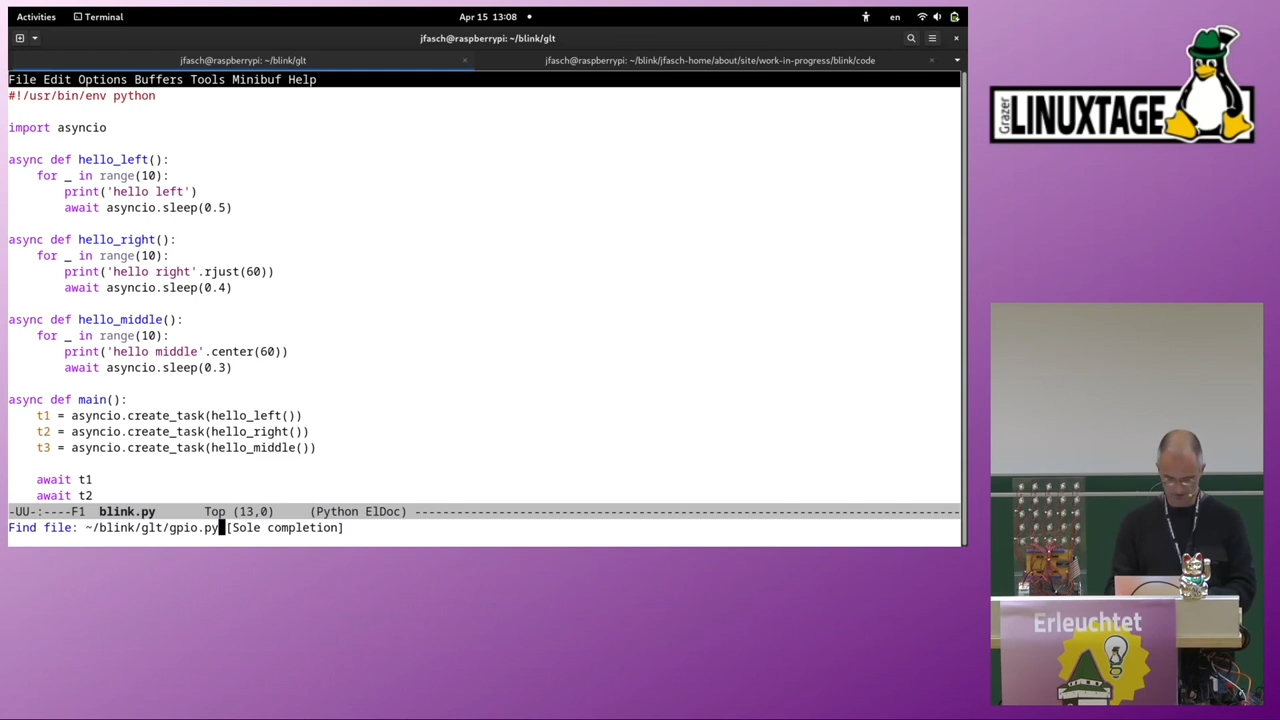 Activities
Terminal
Apr 15 13:08
en
jfasch@raspberrypi: ~/blink/glt
jfasch@raspberrypi: ~/blink/glt
jfasch@raspberrypi: ~/blink/jfasch-home/about/site/work-in-progress/blink/code
File Edit Options Buffers Tools Minibuf Help
#!/usr/bin/env python
import asyncio
async def hello_left():
    for _ in range(10):
        print('hello left')
        await asyncio.sleep(0.5)
async def hello_right():
    for _ in range(10):
        print('hello right'.rjust(60))
        await asyncio.sleep(0.4)
async def hello_middle():
    for _ in range(10):
        print('hello middle'.center(60))
        await asyncio.sleep(0.3)
async def main():
    t1 = asyncio.create_task(hello_left())
    t2 = asyncio.create_task(hello_right())
    t3 = asyncio.create_task(hello_middle())
    await t1
    await t2
-UU-:----F1  blink.py       Top (13,0)     (Python ElDoc) ------------------------------
Find file: ~/blink/glt/gpio.py [Sole completion]
Grazer
LINUXTAGE
Erleuchtet